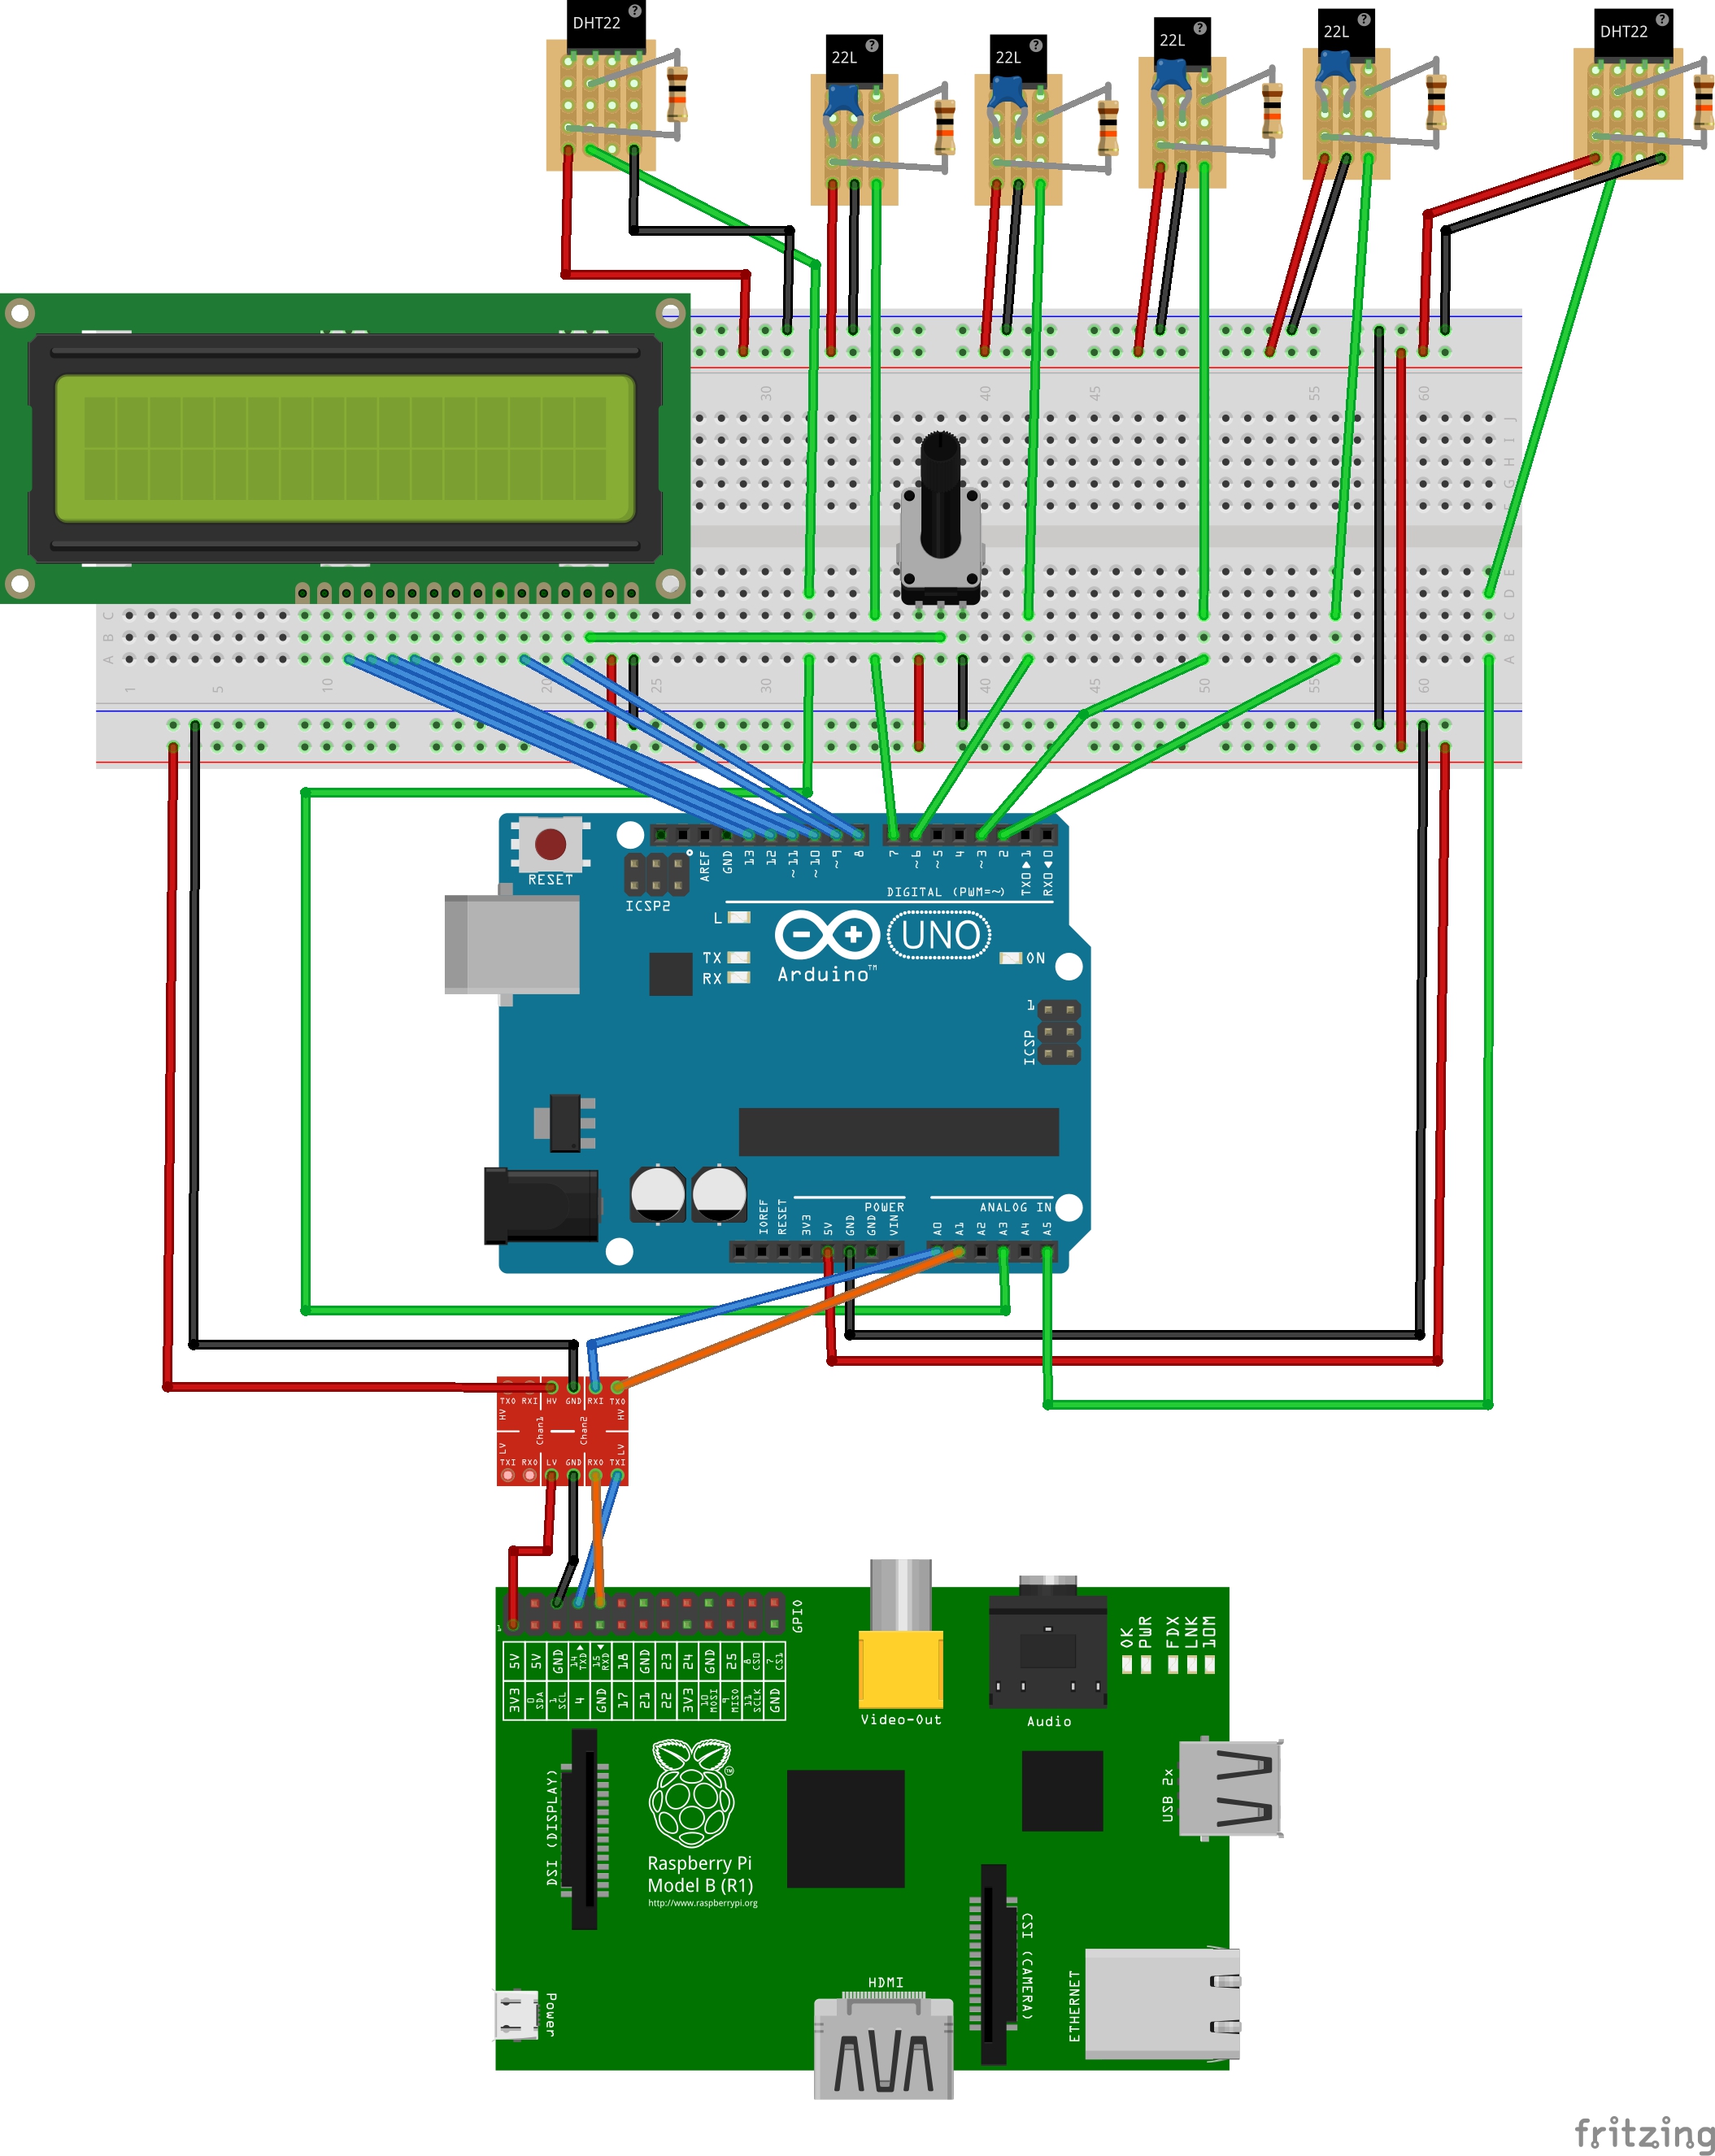 DHT22
22L
22L
22L
22L
DHT22
30 40 45 55 60
J
I
H
G
F
E
D
C
B
A
C
B
A
1 5 10 20 25 30 40 45 50 55 60
RESET
ICSP2
AREF
GND
13
12
~11
~10
~9
8
7
~6
~5
4
~3
2
TX0▶1
RX0◀0
DIGITAL (PWM=~)
L
TX
RX
Arduino™
UNO
ON
1
ICSP
IOREF
RESET
3V3
5V
GND
GND
VIN
POWER
A0
A1
A2
A3
A4
A5
ANALOG IN
TXO RXI HV GND RXI TXO
HV Chan1 Chan2 HV
LV LV
TXI RXO LV GND RXO TXI
1
GPIO
5V 5V GND 14 TXD 15 RXD 18 GND 23 24 GND 25 8 CS0 7 CS1
3V3 0 SDA 1 SCL 4 GND 17 21 22 3V3 10 MOSI 9 MISO 11 SCLK GND
Video-Out
Audio
OK
PWR
FDX
LNK
10M
DSI (DISPLAY)
Raspberry Pi
Model B (R1)
http://www.raspberrypi.org
USB 2x
CSI (CAMERA)
ETHERNET
Power
HDMI
fritzing